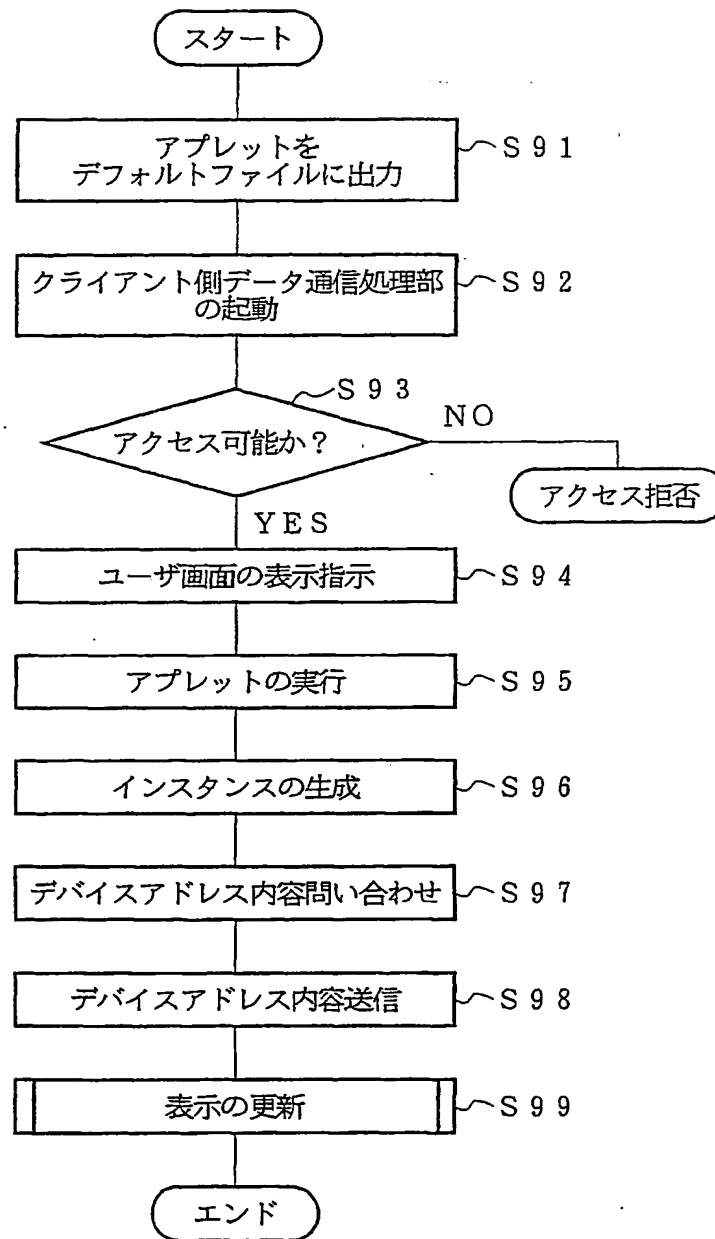 スタート
アプレットを
デフォルトファイルに出力
S91
クライアント側データ通信処理部
の起動
S92
S93
アクセス可能か？
NO
アクセス拒否
YES
ユーザ画面の表示指示
S94
アプレットの実行
S95
インスタンスの生成
S96
デバイスアドレス内容問い合わせ
S97
デバイスアドレス内容送信
S98
表示の更新
S99
エンド